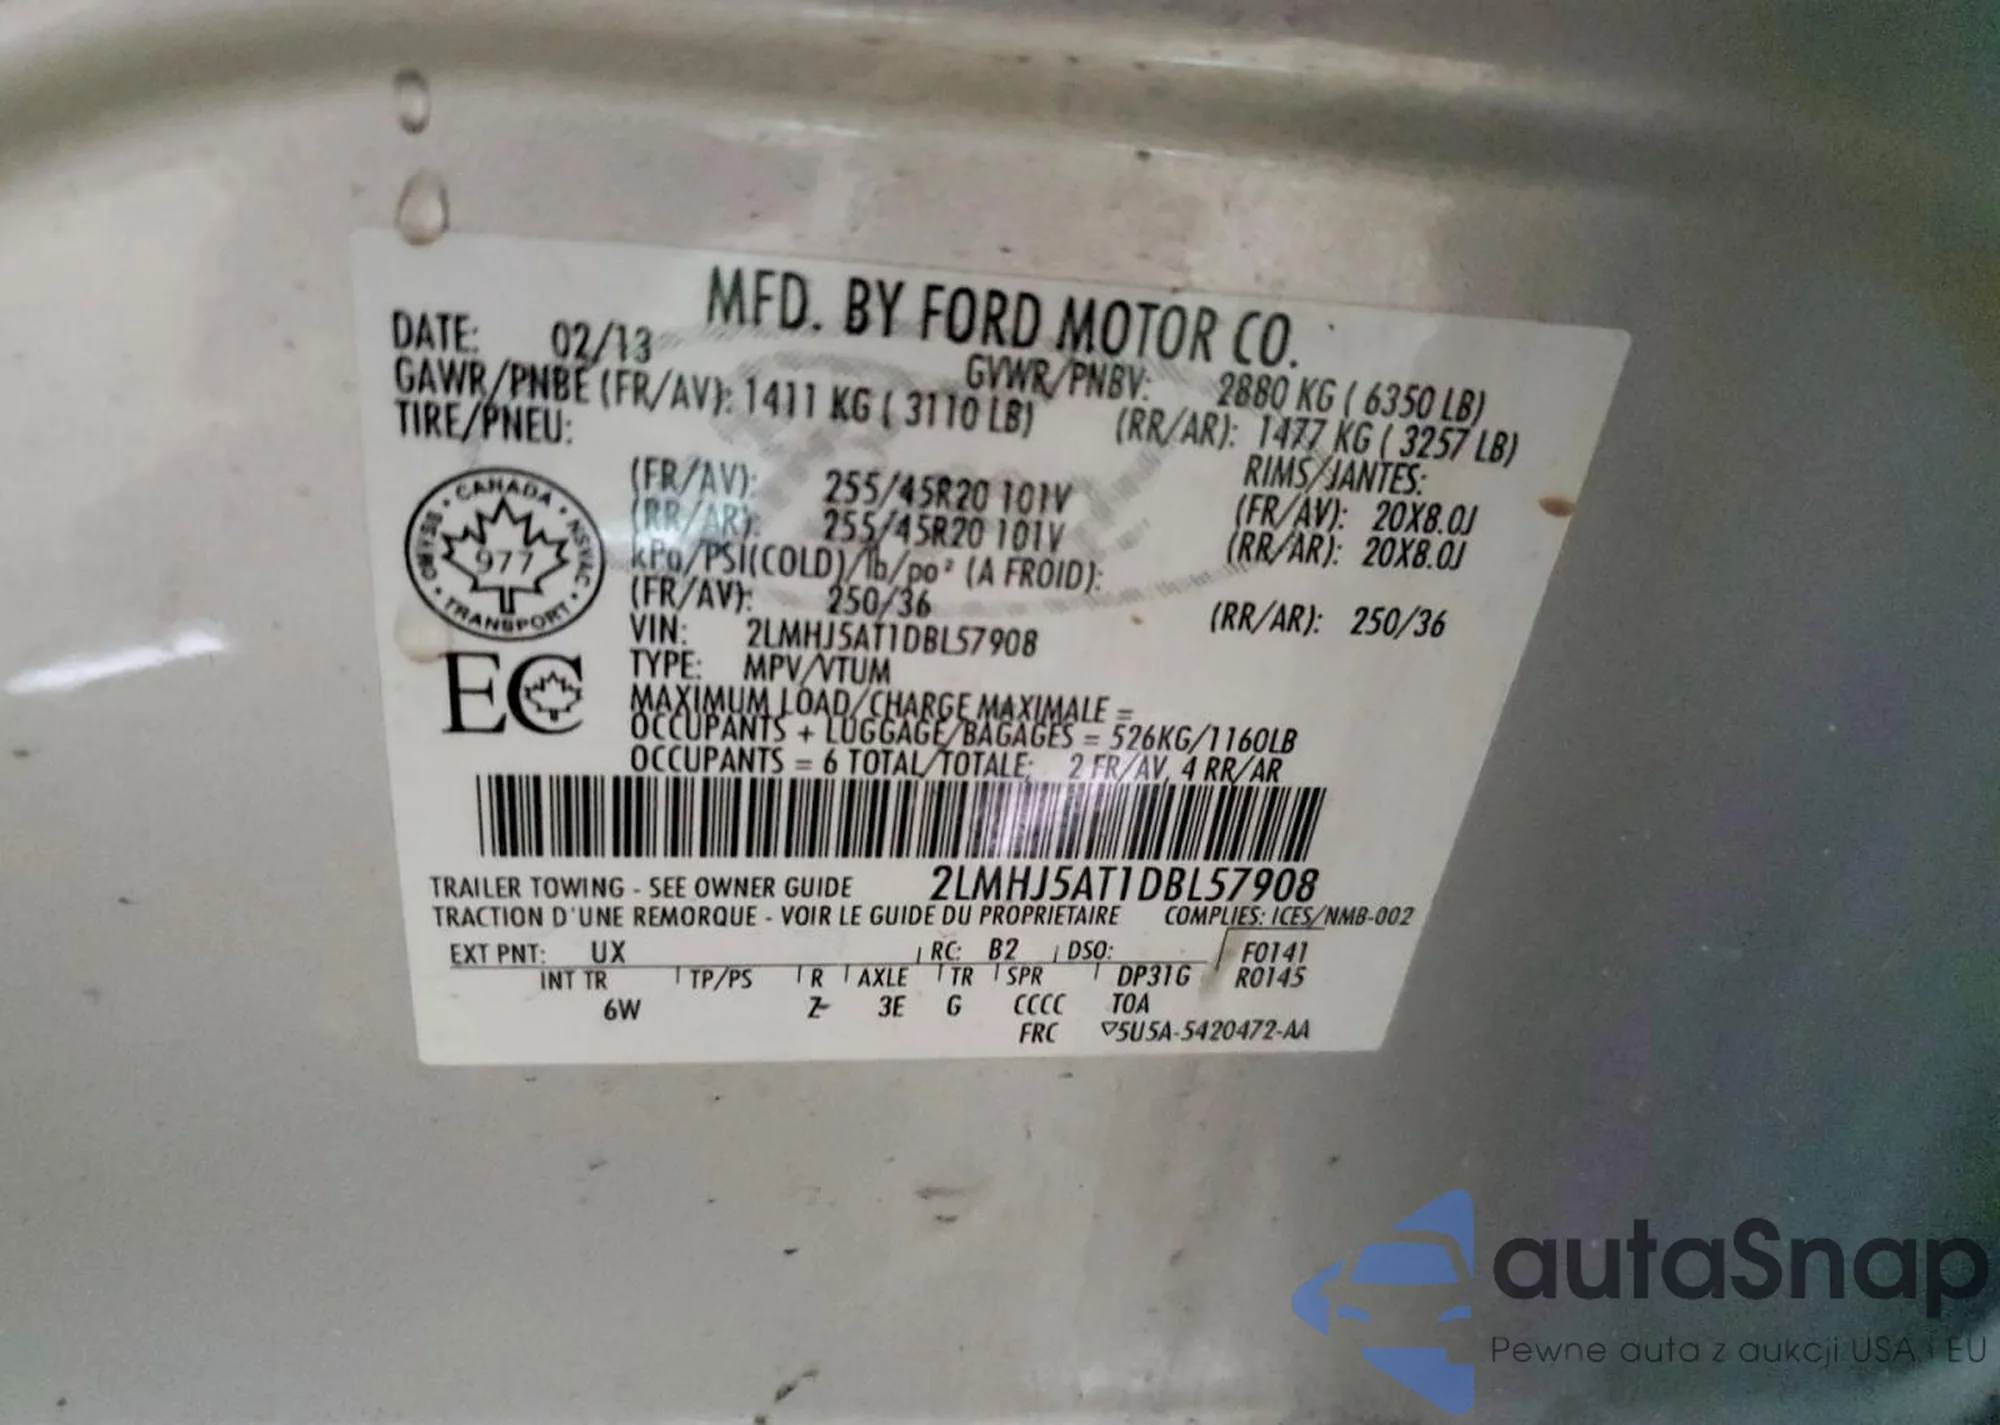 MFD. BY FORD MOTOR CO.
DATE: 02/13 GVWR/PNBV: 2880 KG ( 6350 LB)
GAWR/PNBE (FR/AV): 1411 KG ( 3110 LB) (RR/AR): 1477 KG ( 3257 LB)
TIRE/PNEU: RIMS/JANTES:
(FR/AV): 255/45R20 101V (FR/AV): 20X8.0J
(RR/AR): 255/45R20 101V (RR/AR): 20X8.0J
kPa/PSI(COLD)/lb/po² (A FROID):
(FR/AV): 250/36 (RR/AR): 250/36
CANADA
NSVAC
977
CMVSS
TRANSPORT
EC
VIN: 2LMHJ5AT1DBL57908
TYPE: MPV/VTUM
MAXIMUM LOAD/CHARGE MAXIMALE =
OCCUPANTS + LUGGAGE/BAGAGES = 526KG/1160LB
OCCUPANTS = 6 TOTAL/TOTALE: 2 FR/AV, 4 RR/AR
2LMHJ5AT1DBL57908
TRAILER TOWING - SEE OWNER GUIDE
TRACTION D'UNE REMORQUE - VOIR LE GUIDE DU PROPRIETAIRE COMPLIES: ICES/NMB-002
EXT PNT: UX RC: B2 DSO: F0141
INT TR TP/PS R AXLE TR SPR DP31G R0145
6W Z 3E G CCCC TOA
FRC 5U5A-5420472-AA
autaSnap
Pewne auta z aukcji USA i EU